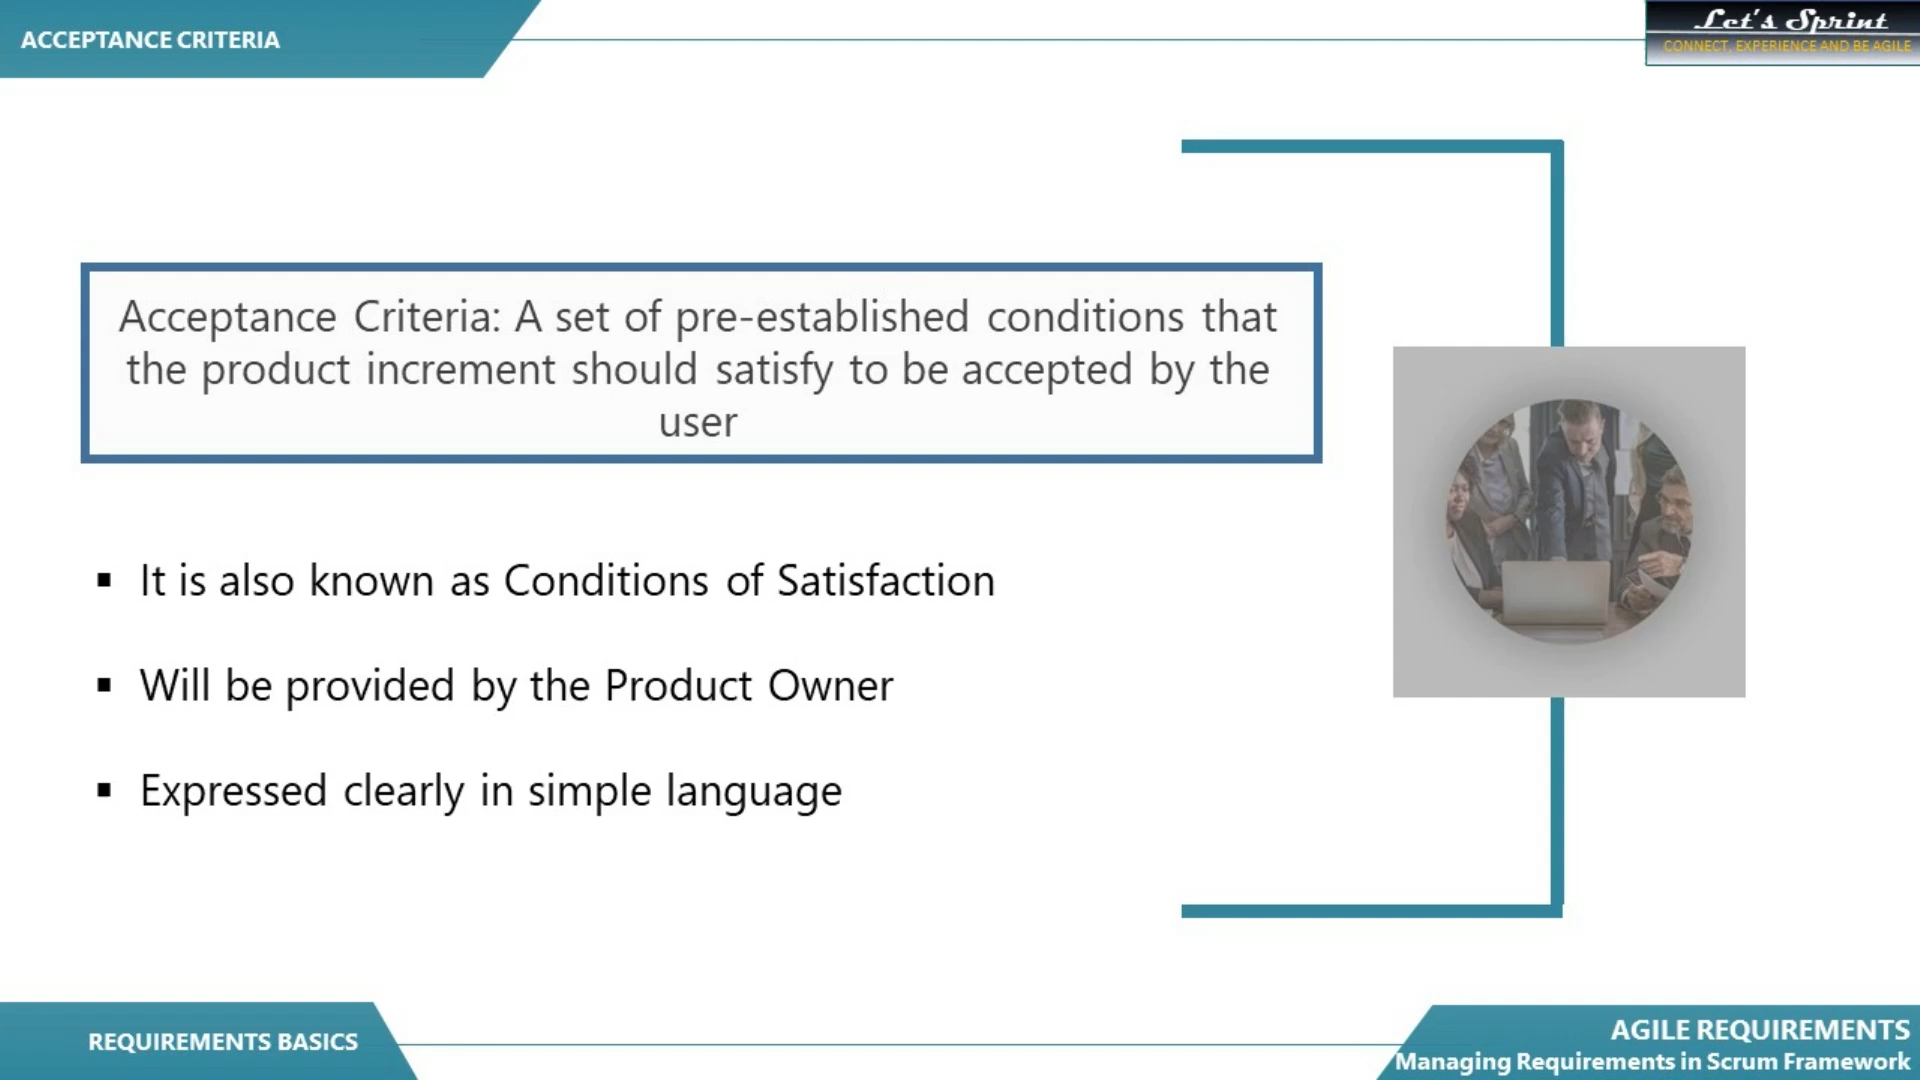 ACCEPTANCE CRITERIA
Let's Sprint
CONNECT, EXPERIENCE AND BE AGILE
Acceptance Criteria: A set of pre-established conditions that
the product increment should satisfy to be accepted by the
user
▪ It is also known as Conditions of Satisfaction
▪ Will be provided by the Product Owner
▪ Expressed clearly in simple language
REQUIREMENTS BASICS
AGILE REQUIREMENTS
Managing Requirements in Scrum Framework